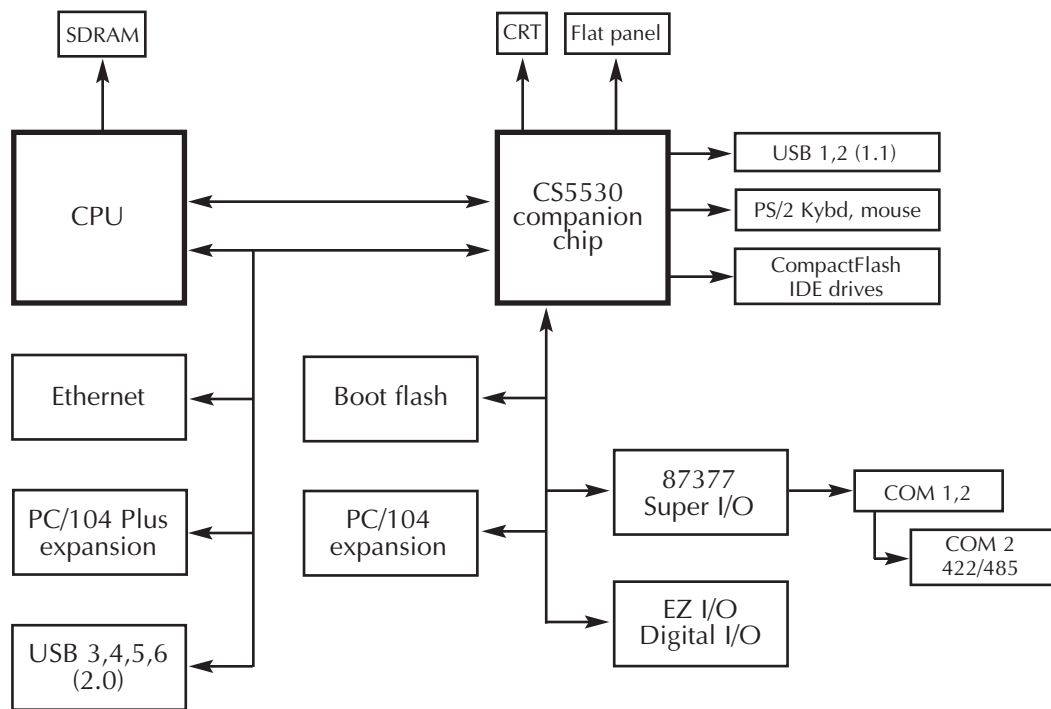 SDRAM
CRT
Flat panel
CPU
CS5530
companion
chip
USB 1,2 (1.1)
PS/2 Kybd, mouse
CompactFlash
IDE drives
Ethernet
Boot flash
PC/104 Plus
expansion
PC/104
expansion
87377
Super I/O
COM 1,2
COM 2
422/485
USB 3,4,5,6
(2.0)
EZ I/O
Digital I/O